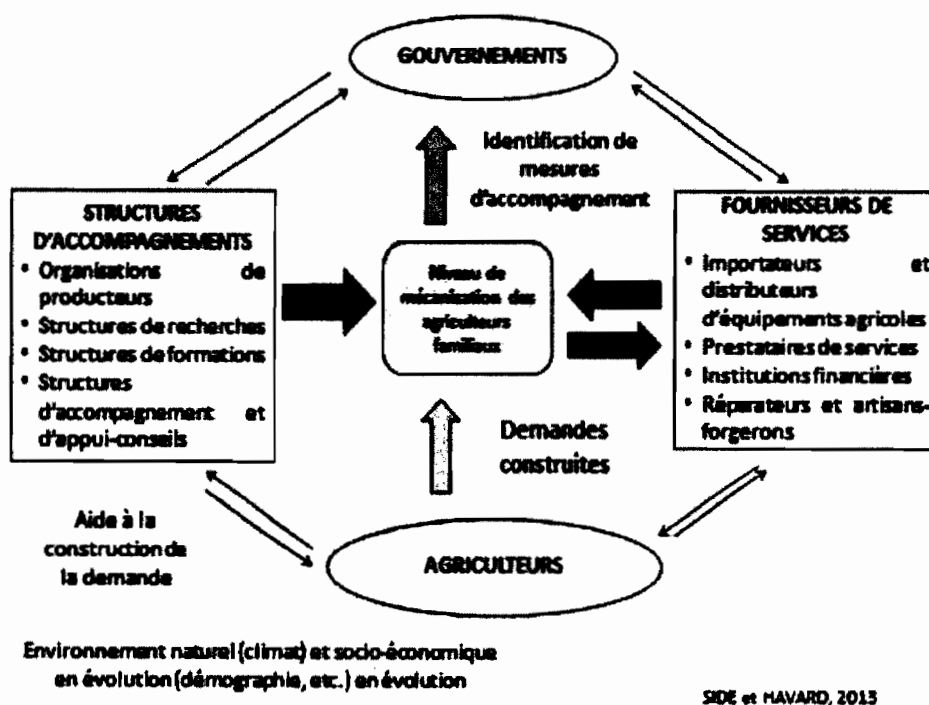 GOUVERNEMENTS
Identification de
mesures
d'accompagnement
STRUCTURES
D'ACCOMPAGNEMENTS
• Organisations de
producteurs
• Structures de recherches
• Structures de formations
• Structures
d'accompagnement et
d'appui-conseils
Niveau de
mécanisation des
agriculteurs
familiaux
FOURNISSEURS DE
SERVICES
• Importateurs et
distributeurs
d'équipements agricoles
• Prestataires de services
• Institutions financières
• Réparateurs et artisans-
forgerons
Demandes
construites
Aide à la
construction de
la demande
AGRICULTEURS
Environnement naturel (climat) et socio-économique
en évolution (démographie, etc.) en évolution
SIDE et HAVARD, 2013